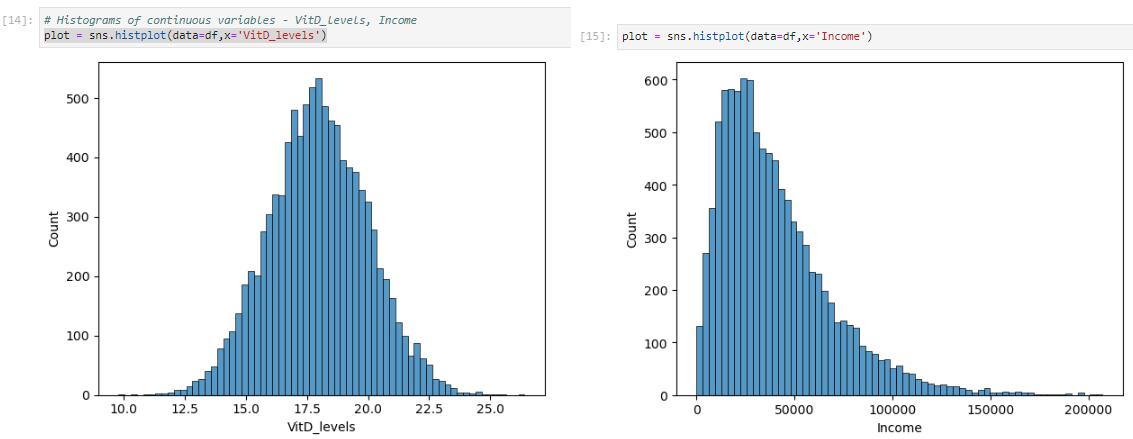 [14]:
# Histograms of continuous variables - VitD_Levels, Income
plot = sns.histplot(data=df,x='VitD_levels')
500
400
300
200
100
0
Count
10.0 12.5 15.0 17.5 20.0 22.5 25.0
VitD_levels
[15]:
plot = sns.histplot(data=df,x='Income')
600
500
400
300
200
100
0
Count
0 50000 100000 150000 200000
Income